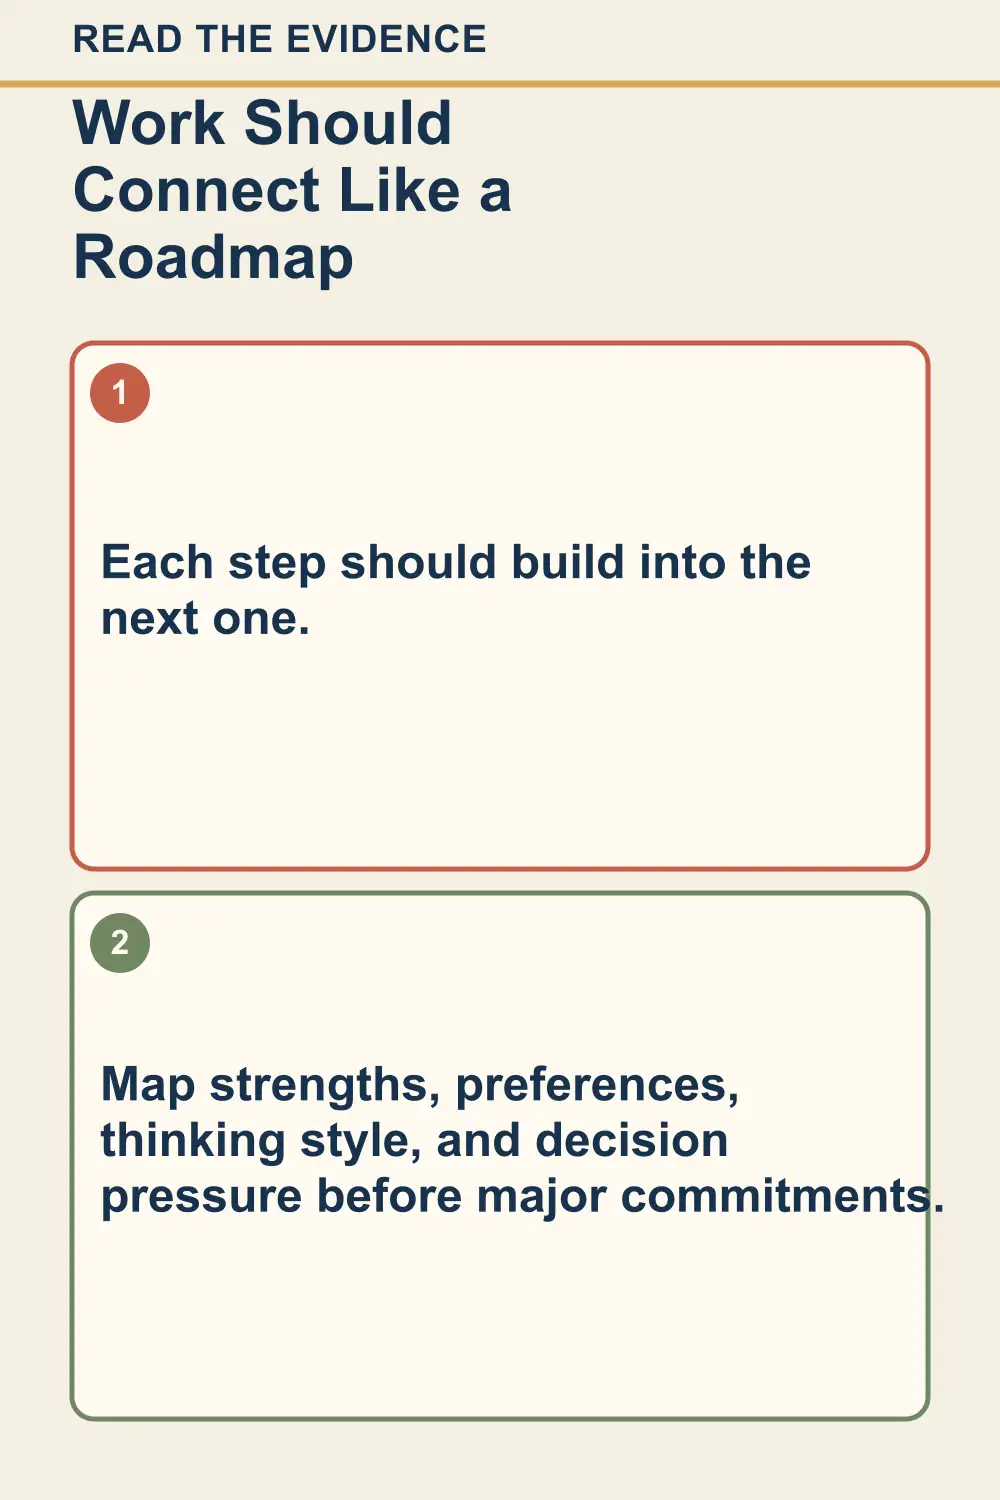 READ THE EVIDENCE
Work Should
Connect Like a
Roadmap
1
Each step should build into the
next one.
2
Map strengths, preferences,
thinking style, and decision
pressure before major commitments.